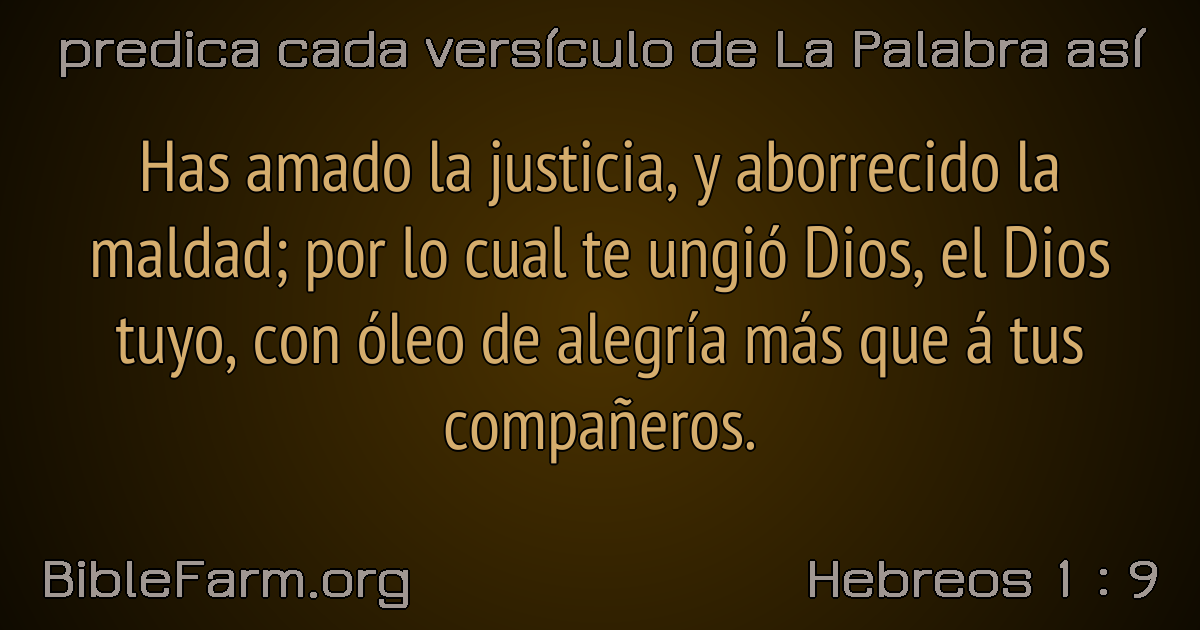 predica cada versículo de La Palabra así
Has amado la justicia, y aborrecido la
maldad; por lo cual te ungió Dios, el Dios
tuyo, con óleo de alegría más que á tus
compañeros.
BibleFarm.org
Hebreos 1 : 9